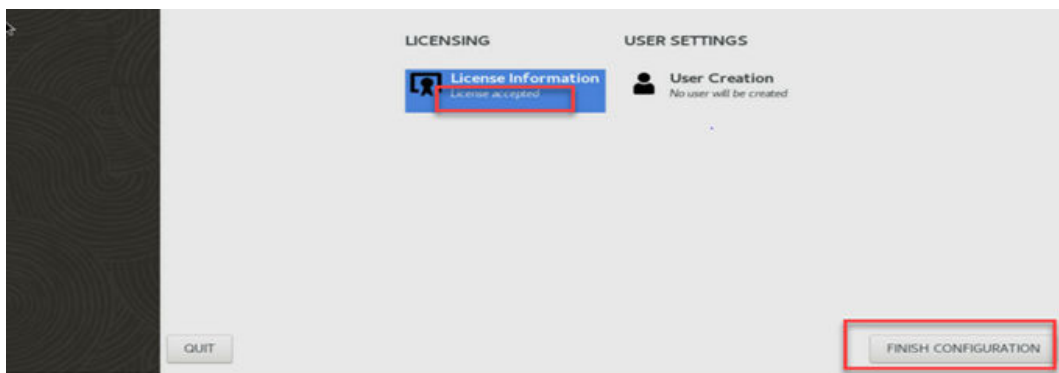 LICENSING
License Information
License accepted
USER SETTINGS
User Creation
No user will be created
QUIT
FINISH CONFIGURATION